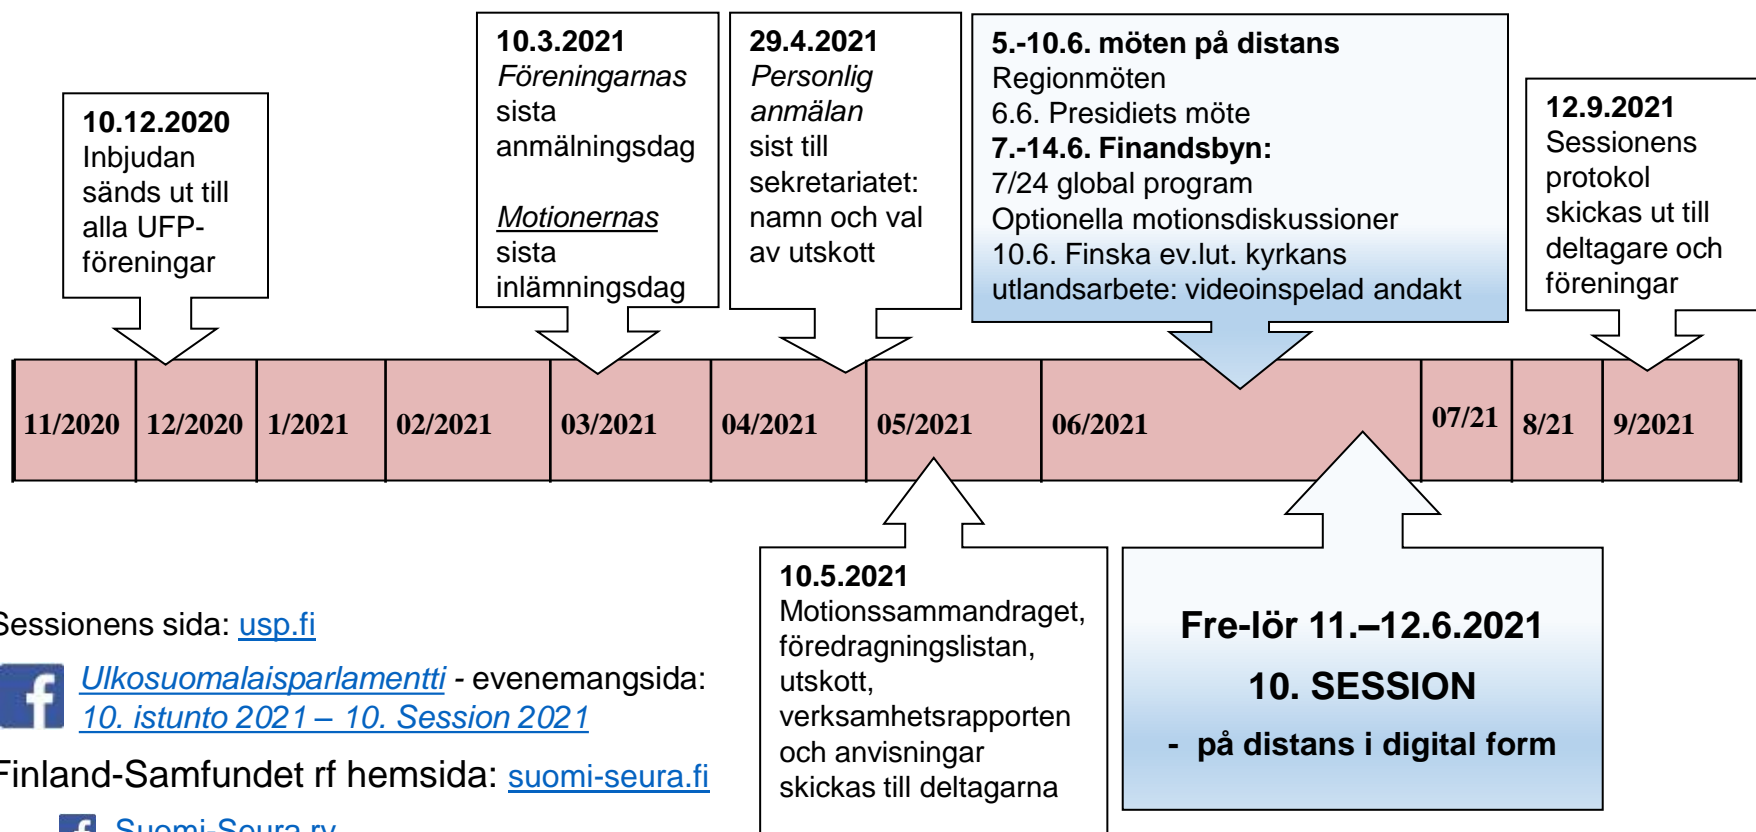 10.12.2020
Inbjudan
sänds ut till
alla UFP-
föreningar
10.3.2021
Föreningarnas
sista
anmälningsdag
Motionernas
sista
inlämningsdag
29.4.2021
Personlig
anmälan
sist till
sekretariatet:
namn och val
av utskott
5.-10.6. möten på distans
Regionmöten
6.6. Presidiets möte
7.-14.6. Finandsbyn:
7/24 global program
Optionella motionsdiskussioner
10.6. Finska ev.lut. kyrkans
utlandsarbete: videoinspelad andakt
12.9.2021
Sessionens
protokol
skickas ut till
deltagare och
föreningar
11/2020 12/2020 1/2021 02/2021 03/2021 04/2021 05/2021 06/2021 07/21 8/21 9/2021
10.5.2021
Motionssammandraget,
föredragningslistan,
utskott,
verksamhetsrapporten
och anvisningar
skickas till deltagarna
Fre-lör 11.–12.6.2021
10. SESSION
- på distans i digital form
Sessionens sida: usp.fi
Ulkosuomalaisparlamentti - evenemangsida:
10. istunto 2021 – 10. Session 2021
Finland-Samfundet rf hemsida: suomi-seura.fi
Suomi-Seura ry